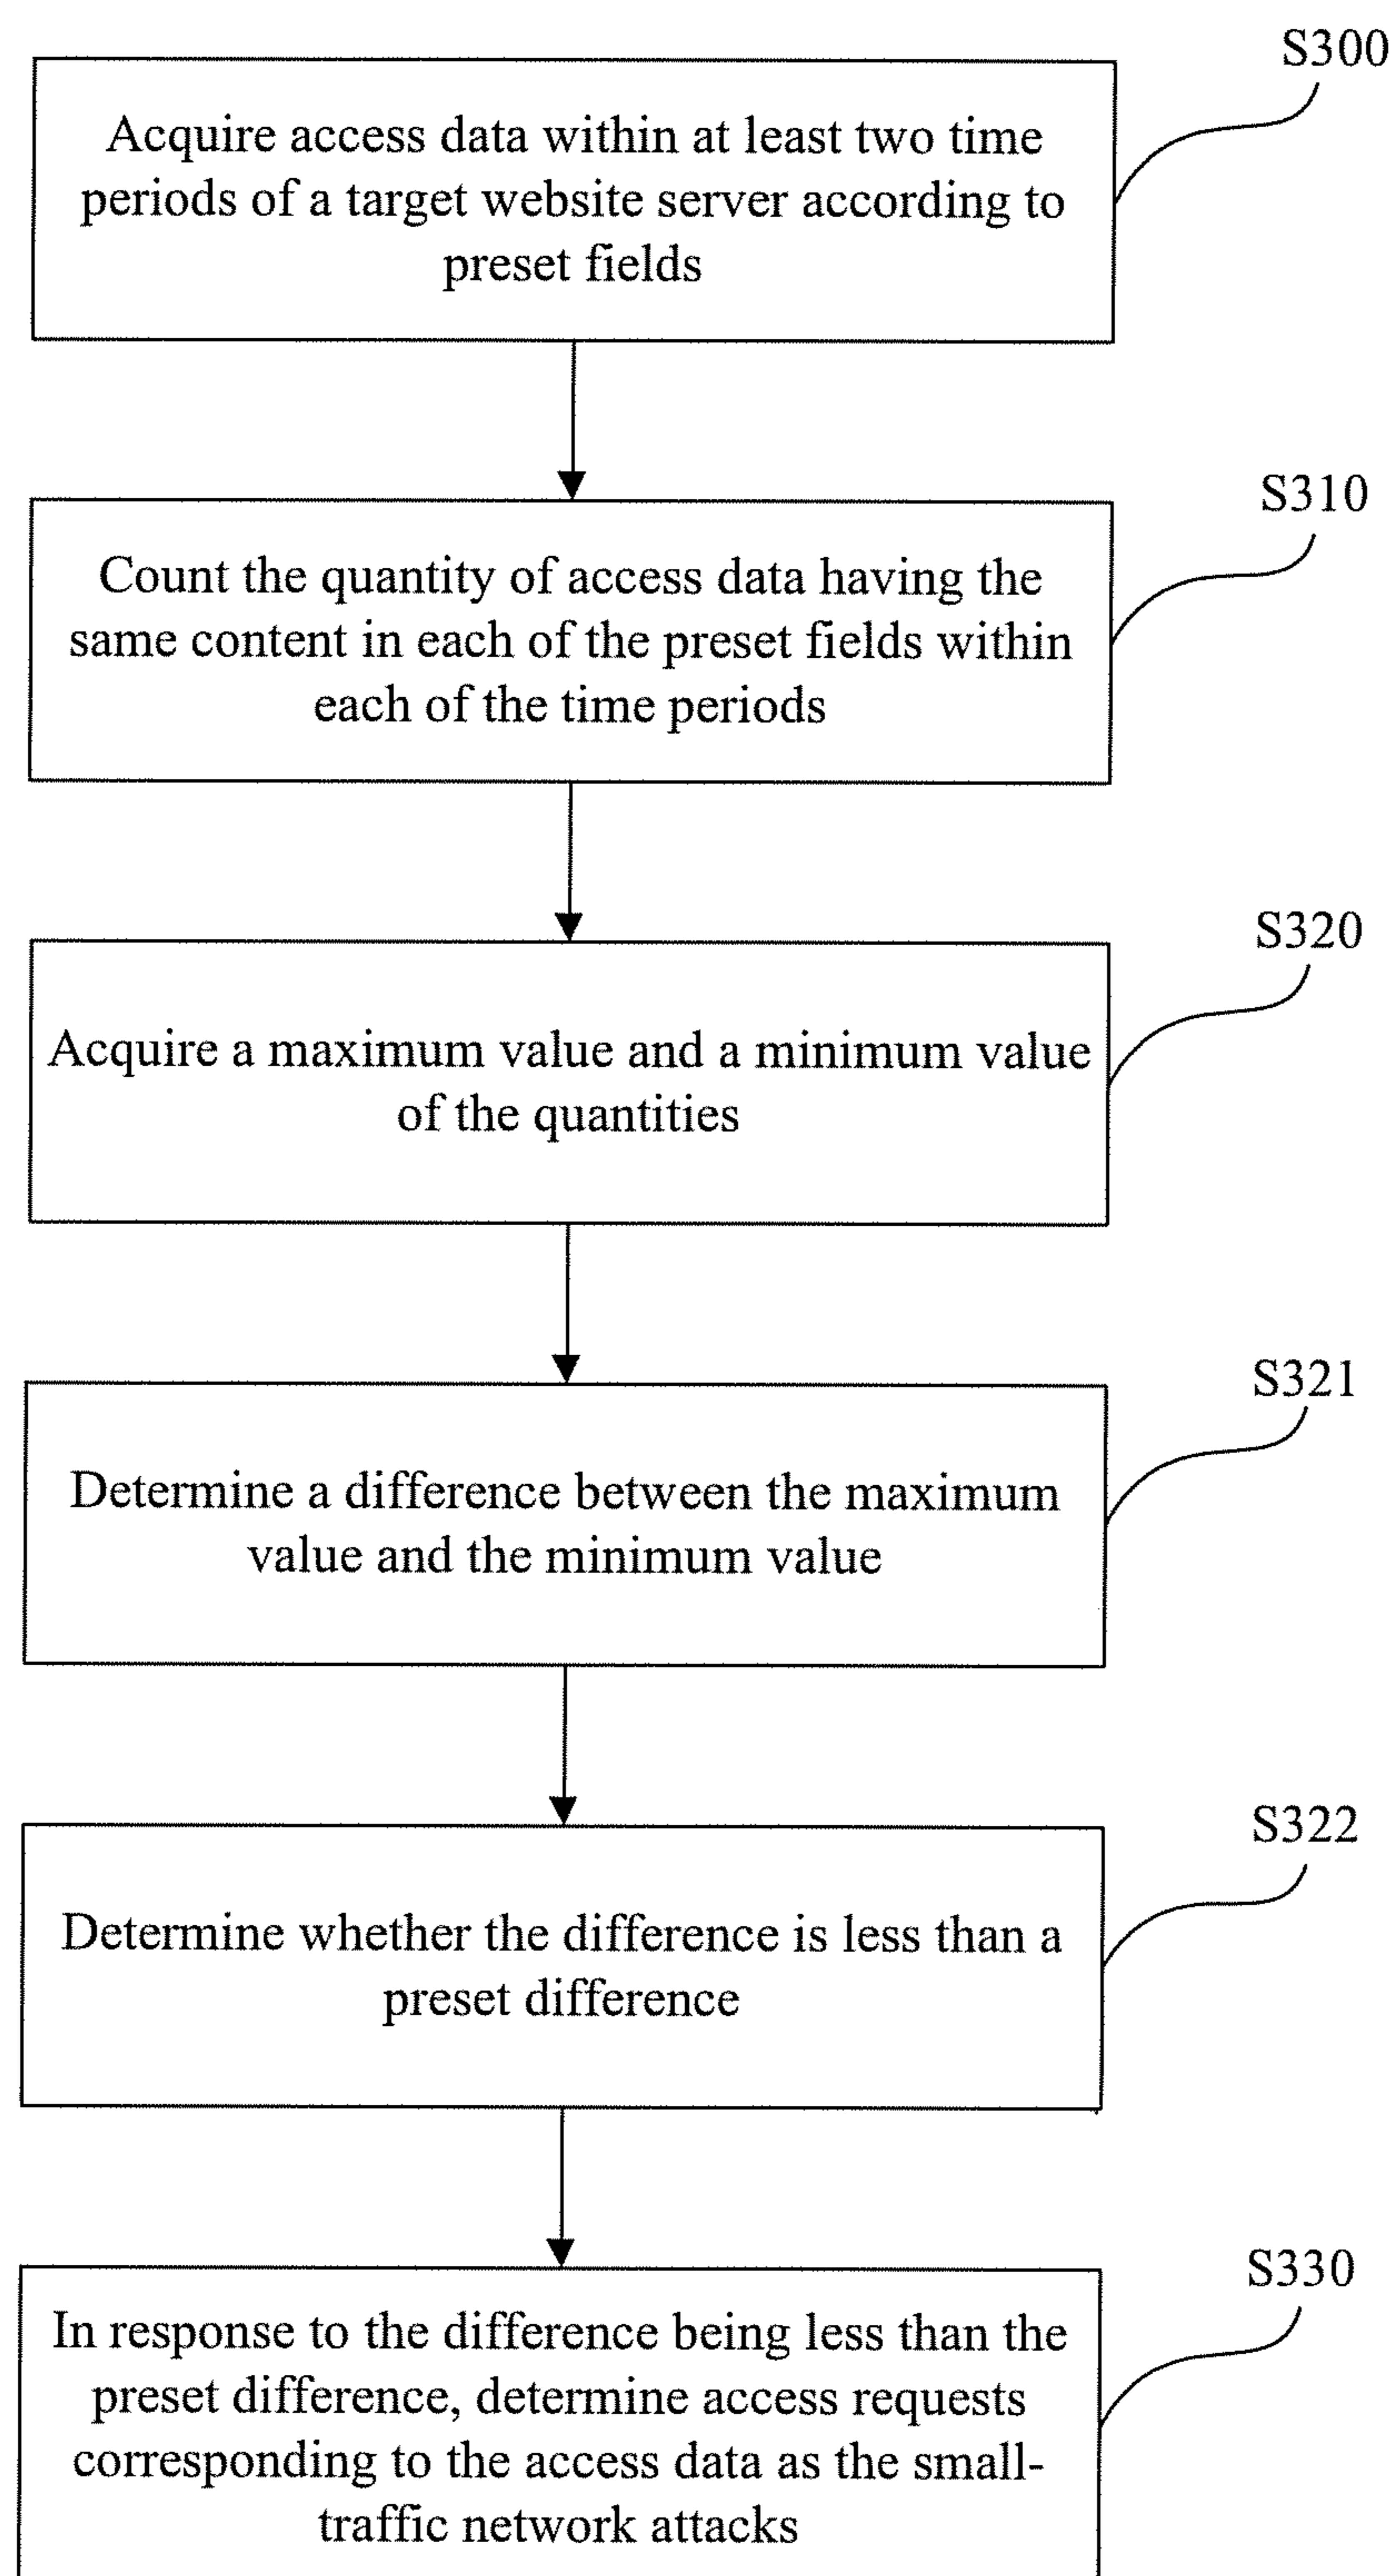 S300
Acquire access data within at least two time
periods of a target website server according to
preset fields
S310
Count the quantity of access data having the
same content in each of the preset fields within
each of the time periods
S320
Acquire a maximum value and a minimum value
of the quantities
S321
Determine a difference between the maximum
value and the minimum value
S322
Determine whether the difference is less than a
preset difference
S330
In response to the difference being less than the
preset difference, determine access requests
corresponding to the access data as the small-
traffic network attacks